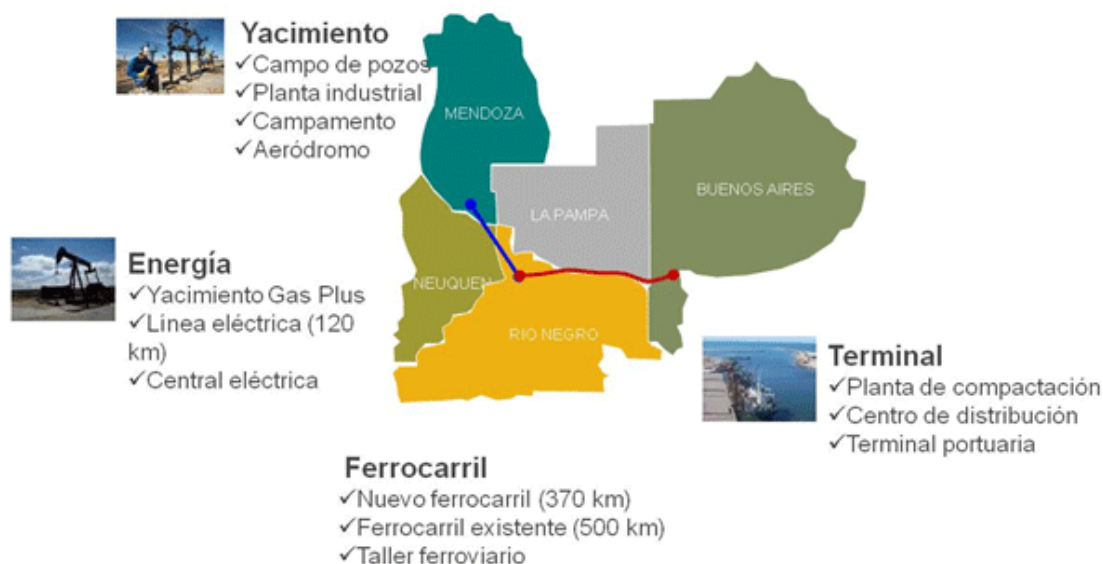 Yacimiento
✓Campo de pozos
✓Planta industrial
✓Campamento
✓Aeródromo
MENDOZA
BUENOS AIRES
LA PAMPA
NEUQUEN
RIO NEGRO
Energía
✓Yacimiento Gas Plus
✓Linea eléctrica (120
km)
✓Central eléctrica
Terminal
✓Planta de compactación
✓Centro de distribución
✓Terminal portuaria
Ferrocarril
✓Nuevo ferrocarril (370 km)
✓Ferrocarril existente (500 km)
✓Taller ferroviario